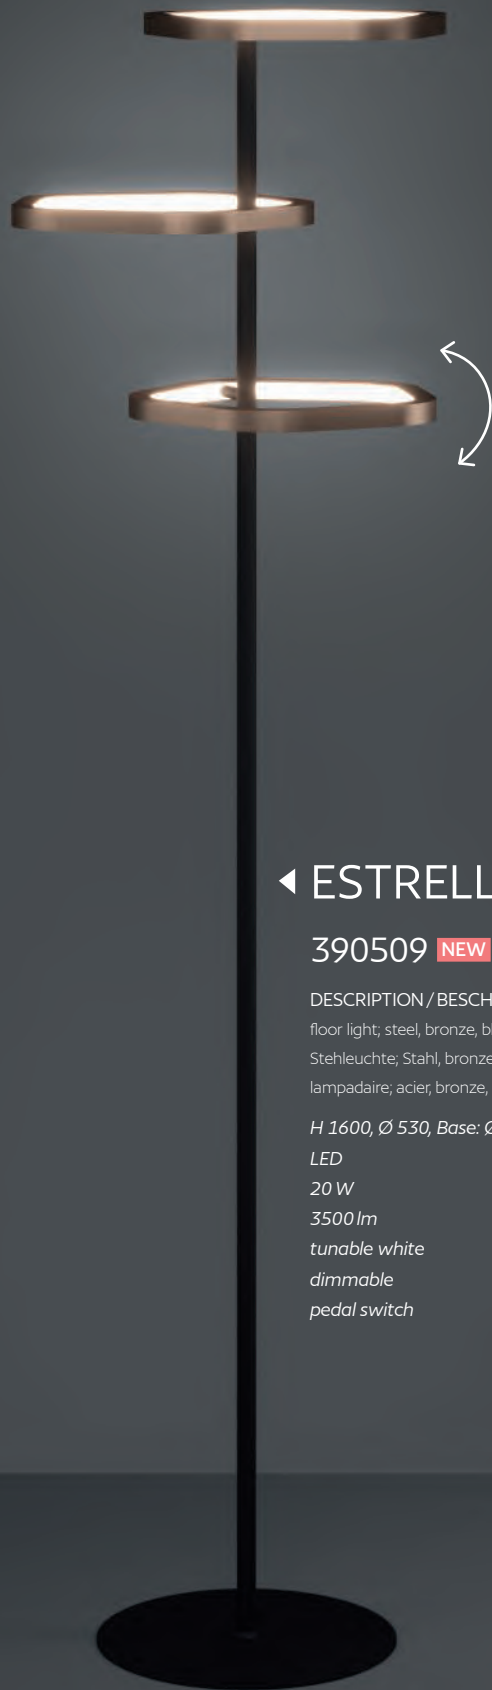 ESTRELL
390509 NEW
DESCRIPTION / BESCH
floor light; steel, bronze, bl
Stehleuchte; Stahl, bronze
lampadaire; acier, bronze,
H 1600, Ø 530, Base: Ø
LED
20 W
3500 lm
tunable white
dimmable
pedal switch